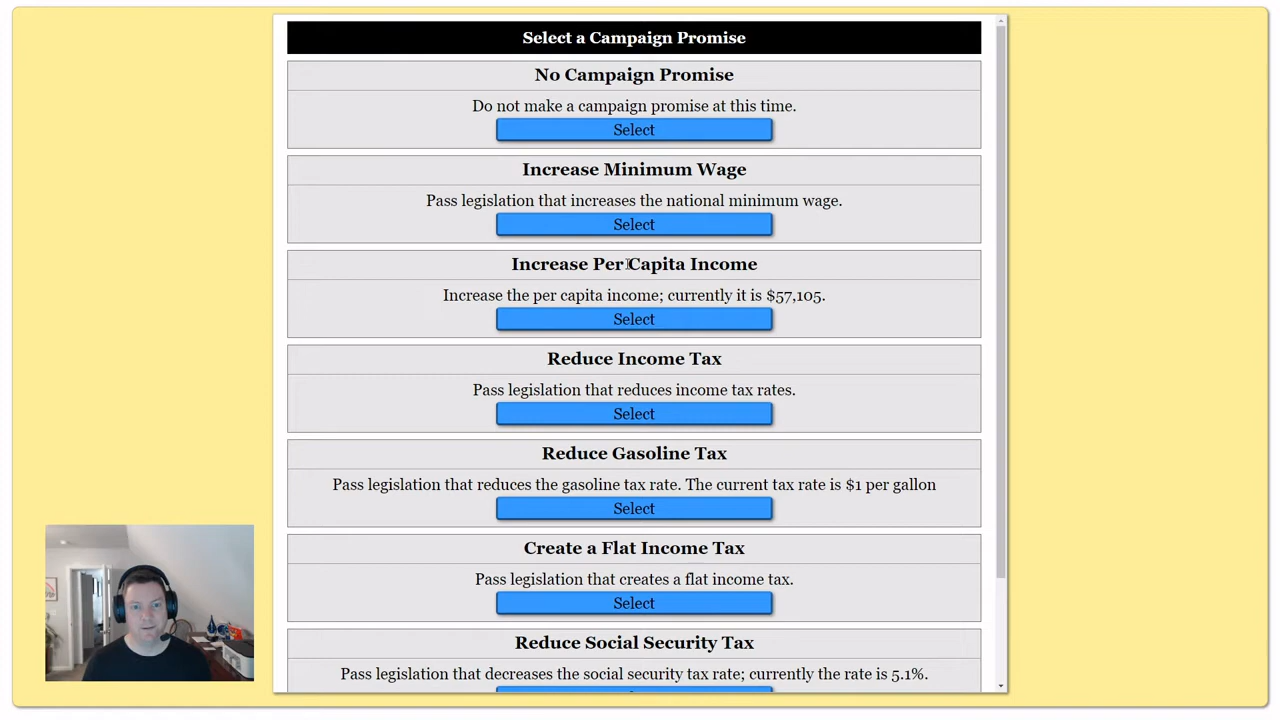 Select a Campaign Promise
No Campaign Promise
Do not make a campaign promise at this time.
Select
Increase Minimum Wage
Pass legislation that increases the national minimum wage.
Select
Increase Per Capita Income
Increase the per capita income; currently it is $57,105.
Select
Reduce Income Tax
Pass legislation that reduces income tax rates.
Select
Reduce Gasoline Tax
Pass legislation that reduces the gasoline tax rate. The current tax rate is $1 per gallon
Select
Create a Flat Income Tax
Pass legislation that creates a flat income tax.
Select
Reduce Social Security Tax
Pass legislation that decreases the social security tax rate; currently the rate is 5.1%.